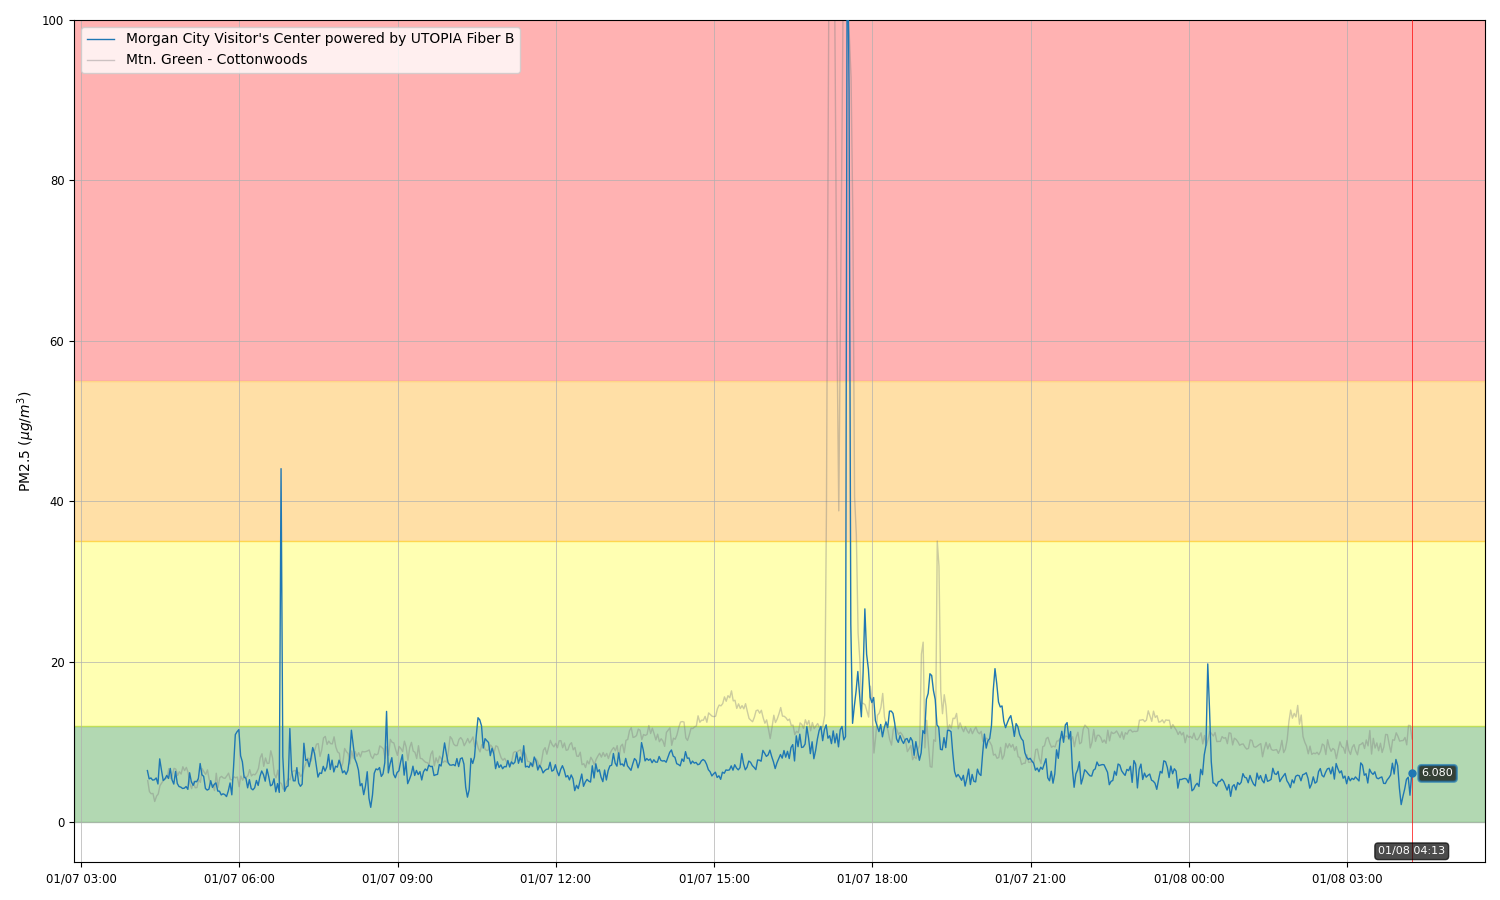 100
Morgan City Visitor's Center powered by UTOPIA Fiber B
Mtn. Green - Cottonwoods
80
60
PM2.5 (μg/m³)
40
20
6.080
0
01/08 04:13
01/07 03:00 01/07 06:00 01/07 09:00 01/07 12:00 01/07 15:00 01/07 18:00 01/07 21:00 01/08 00:00 01/08 03:00